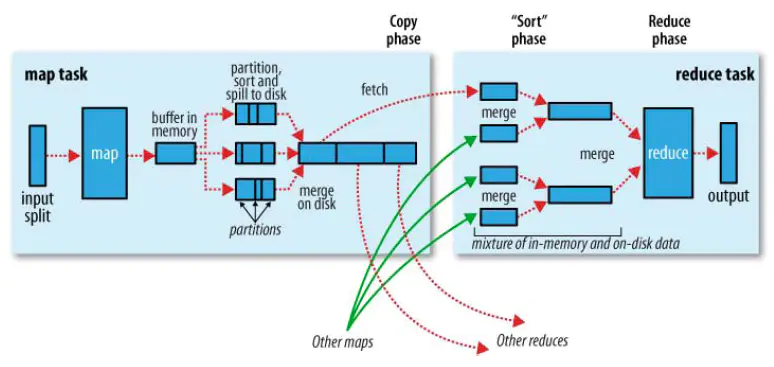 Copy
phase
“Sort”
phase
Reduce
phase
map task
partition,
sort and
spill to disk
fetch
reduce task
buffer in
memory
map
merge
merge
reduce
input
split
merge
on disk
merge
output
partitions
mixture of in-memory and on-disk data
Other maps
Other reduces